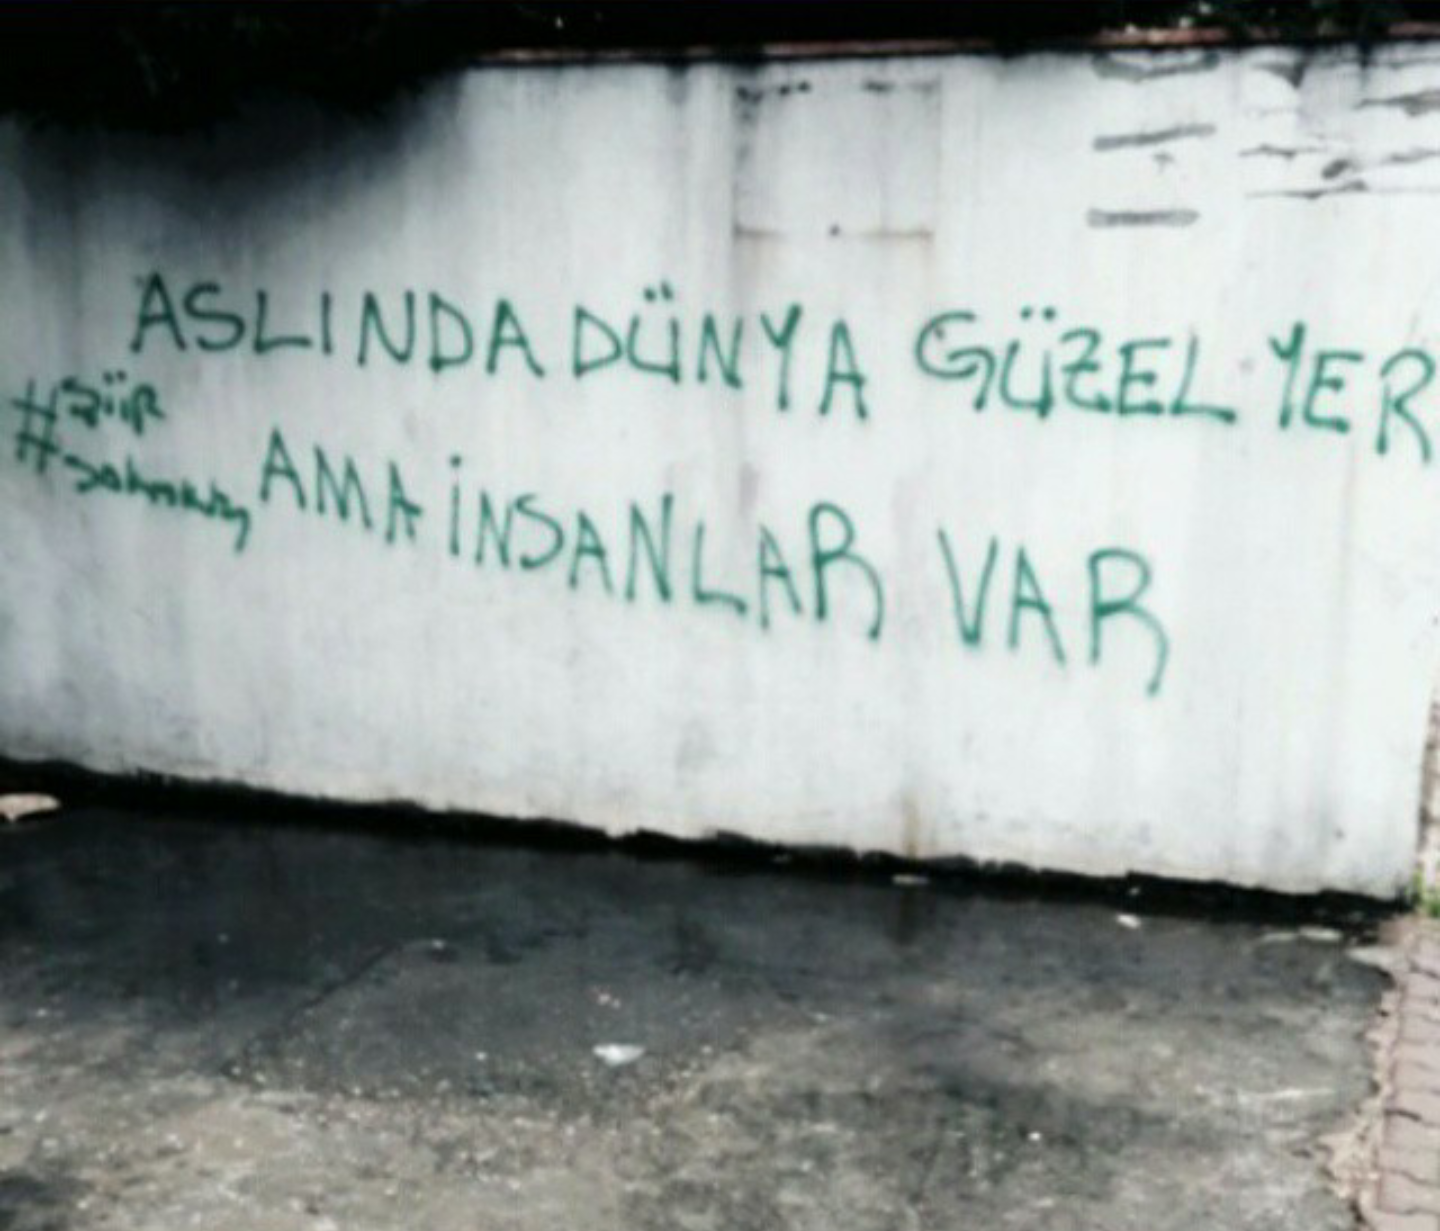 ASLINDA DÜNYA GÜZEL YER
AMA İNSANLAR VAR